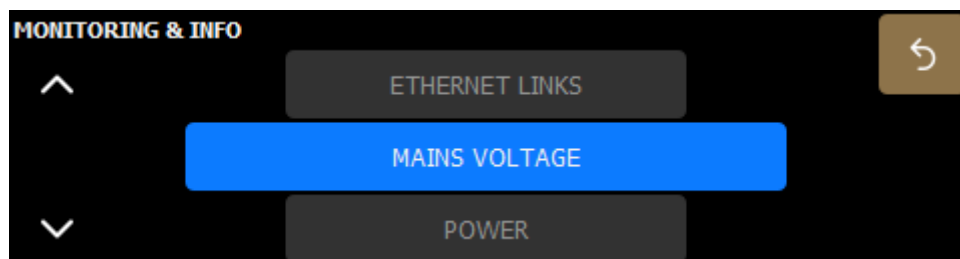 MONITORING & INFO
ETHERNET LINKS
MAINS VOLTAGE
POWER